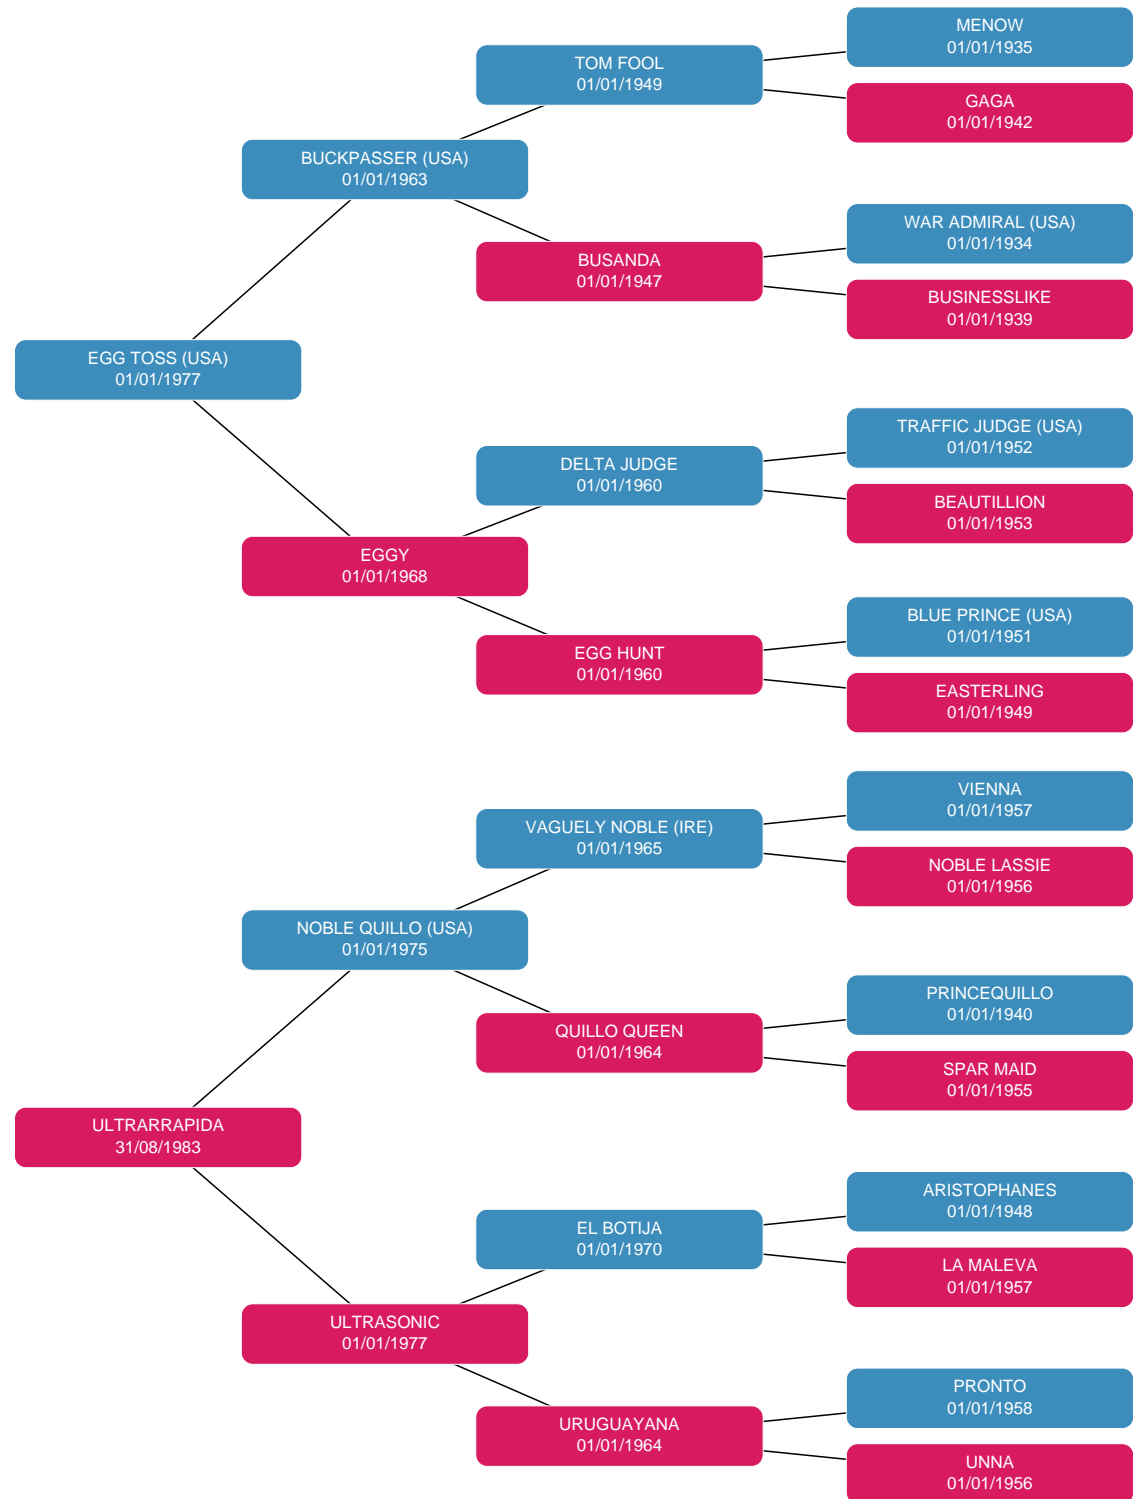 MENOW
01/01/1935
TOM FOOL
01/01/1949
GAGA
01/01/1942
BUCKPASSER (USA)
01/01/1963
WAR ADMIRAL (USA)
01/01/1934
BUSANDA
01/01/1947
BUSINESSLIKE
01/01/1939
EGG TOSS (USA)
01/01/1977
TRAFFIC JUDGE (USA)
01/01/1952
DELTA JUDGE
01/01/1960
BEAUTILLION
01/01/1953
EGGY
01/01/1968
BLUE PRINCE (USA)
01/01/1951
EGG HUNT
01/01/1960
EASTERLING
01/01/1949
VIENNA
01/01/1957
VAGUELY NOBLE (IRE)
01/01/1965
NOBLE LASSIE
01/01/1956
NOBLE QUILLO (USA)
01/01/1975
PRINCEQUILLO
01/01/1940
QUILLO QUEEN
01/01/1964
SPAR MAID
01/01/1955
ULTRARRAPIDA
31/08/1983
ARISTOPHANES
01/01/1948
EL BOTIJA
01/01/1970
LA MALEVA
01/01/1957
ULTRASONIC
01/01/1977
PRONTO
01/01/1958
URUGUAYANA
01/01/1964
UNNA
01/01/1956